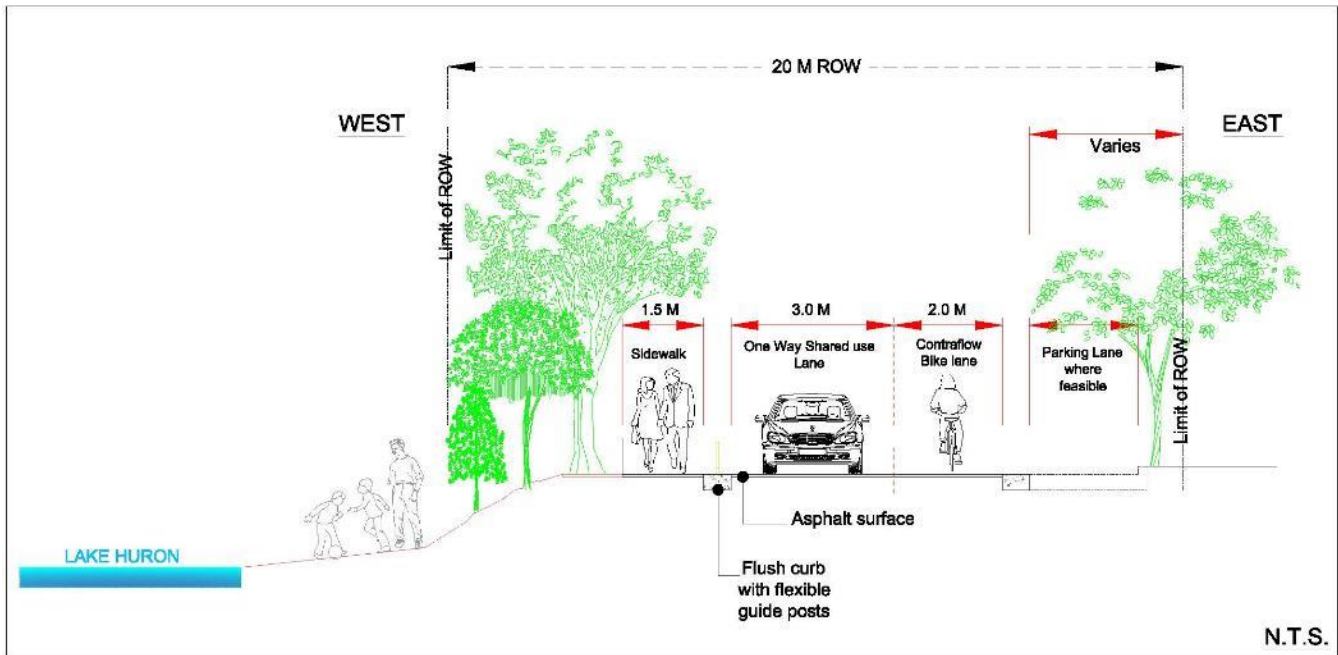 20 M ROW
WEST
EAST
Varies
Limit of ROW
Limit of ROW
1.5 M
3.0 M
2.0 M
Sidewalk
One Way Shared use
Lane
Contraflow
Bike lane
Parking Lane
where
feasible
Asphalt surface
LAKE HURON
Flush curb
with flexible
guide posts
N.T.S.